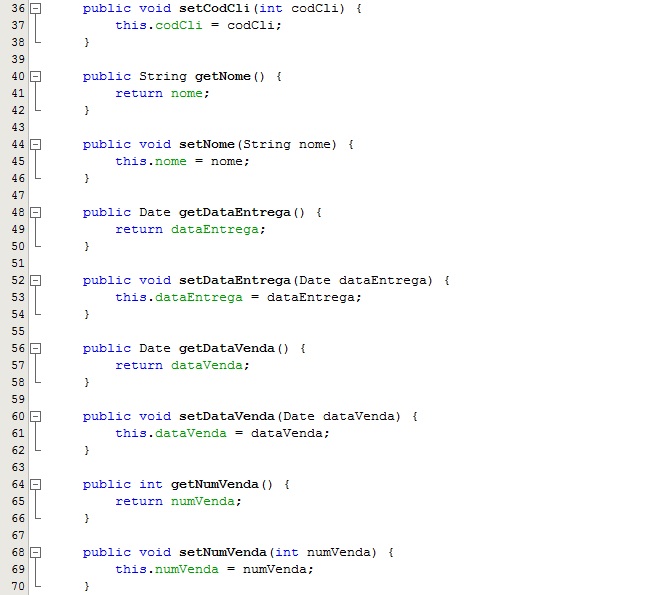 36 public void setCodCli(int codCli) {
37 this.codCli = codCli;
38 }
39
40 public String getNome() {
41 return nome;
42 }
43
44 public void setNome(String nome) {
45 this.nome = nome;
46 }
47
48 public Date getDataEntrega() {
49 return dataEntrega;
50 }
51
52 public void setDataEntrega(Date dataEntrega) {
53 this.dataEntrega = dataEntrega;
54 }
55
56 public Date getDataVenda() {
57 return dataVenda;
58 }
59
60 public void setDataVenda(Date dataVenda) {
61 this.dataVenda = dataVenda;
62 }
63
64 public int getNumVenda() {
65 return numVenda;
66 }
67
68 public void setNumVenda(int numVenda) {
69 this.numVenda = numVenda;
70 }